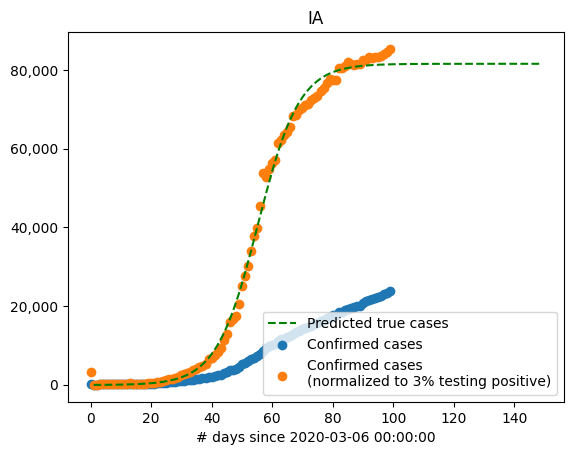 IA
80,000
60,000
40,000
20,000
0
Predicted true cases
Confirmed cases
Confirmed cases
(normalized to 3% testing positive)
0 20 40 60 80 100 120 140
# days since 2020-03-06 00:00:00